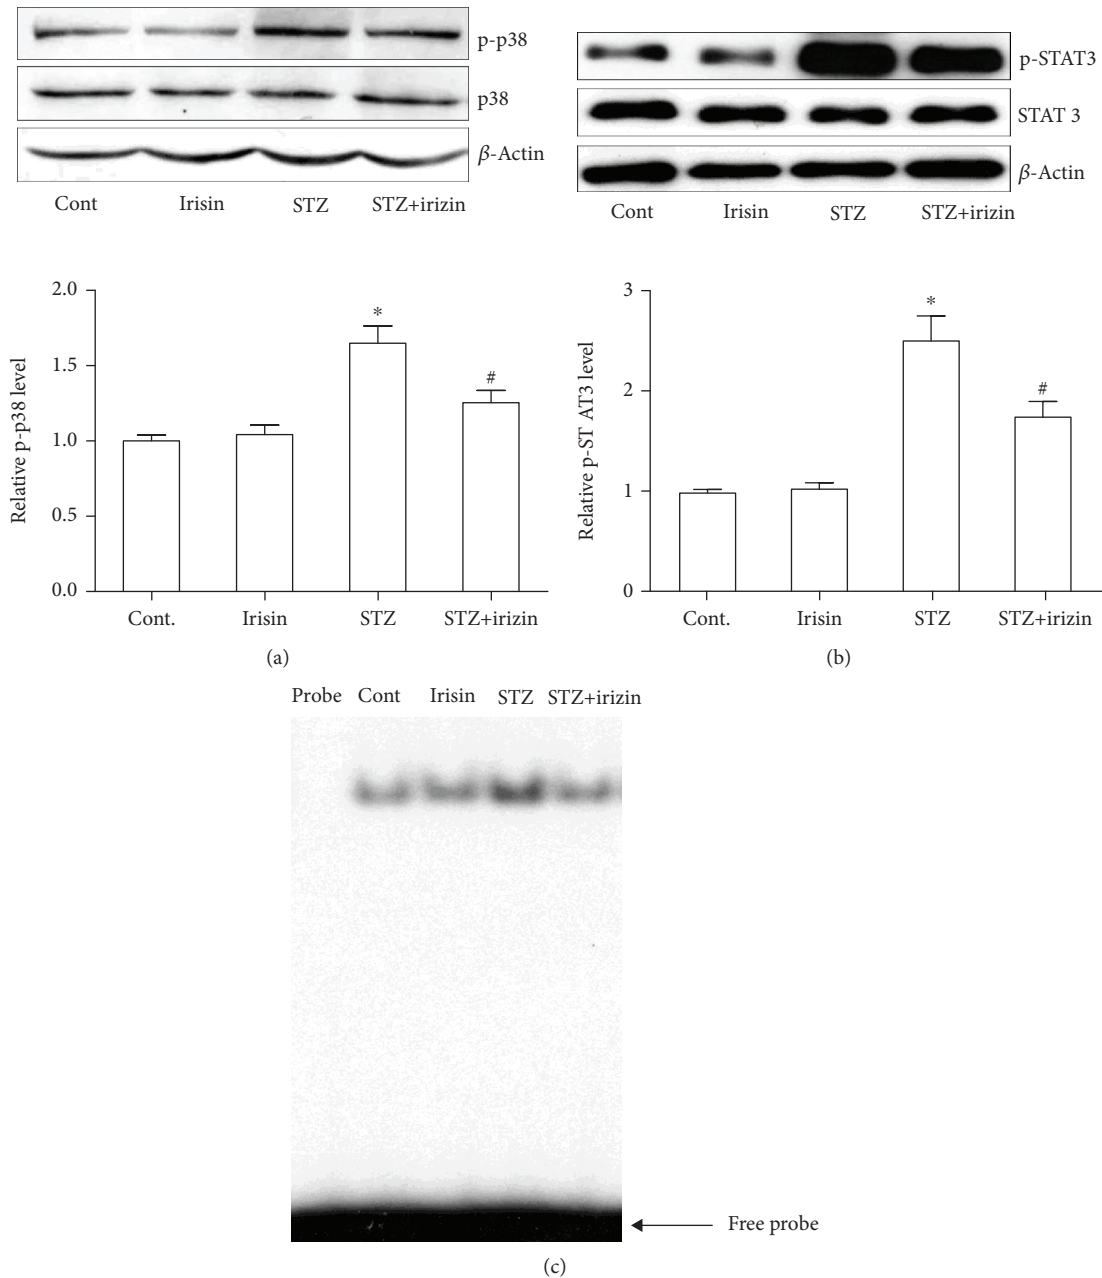 p-p38
p38
β-Actin
Cont Irisin STZ STZ+irizin
p-STAT3
STAT 3
β-Actin
Cont Irisin STZ STZ+irizin
Relative p-p38 level
2.0
1.5
1.0
0.5
0.0
*
#
Cont. Irisin STZ STZ+irizin
(a)
Relative p-ST AT3 level
3
2
1
0
*
#
Cont. Irisin STZ STZ+irizin
(b)
Probe Cont Irisin STZ STZ+irizin
Free probe
(c)